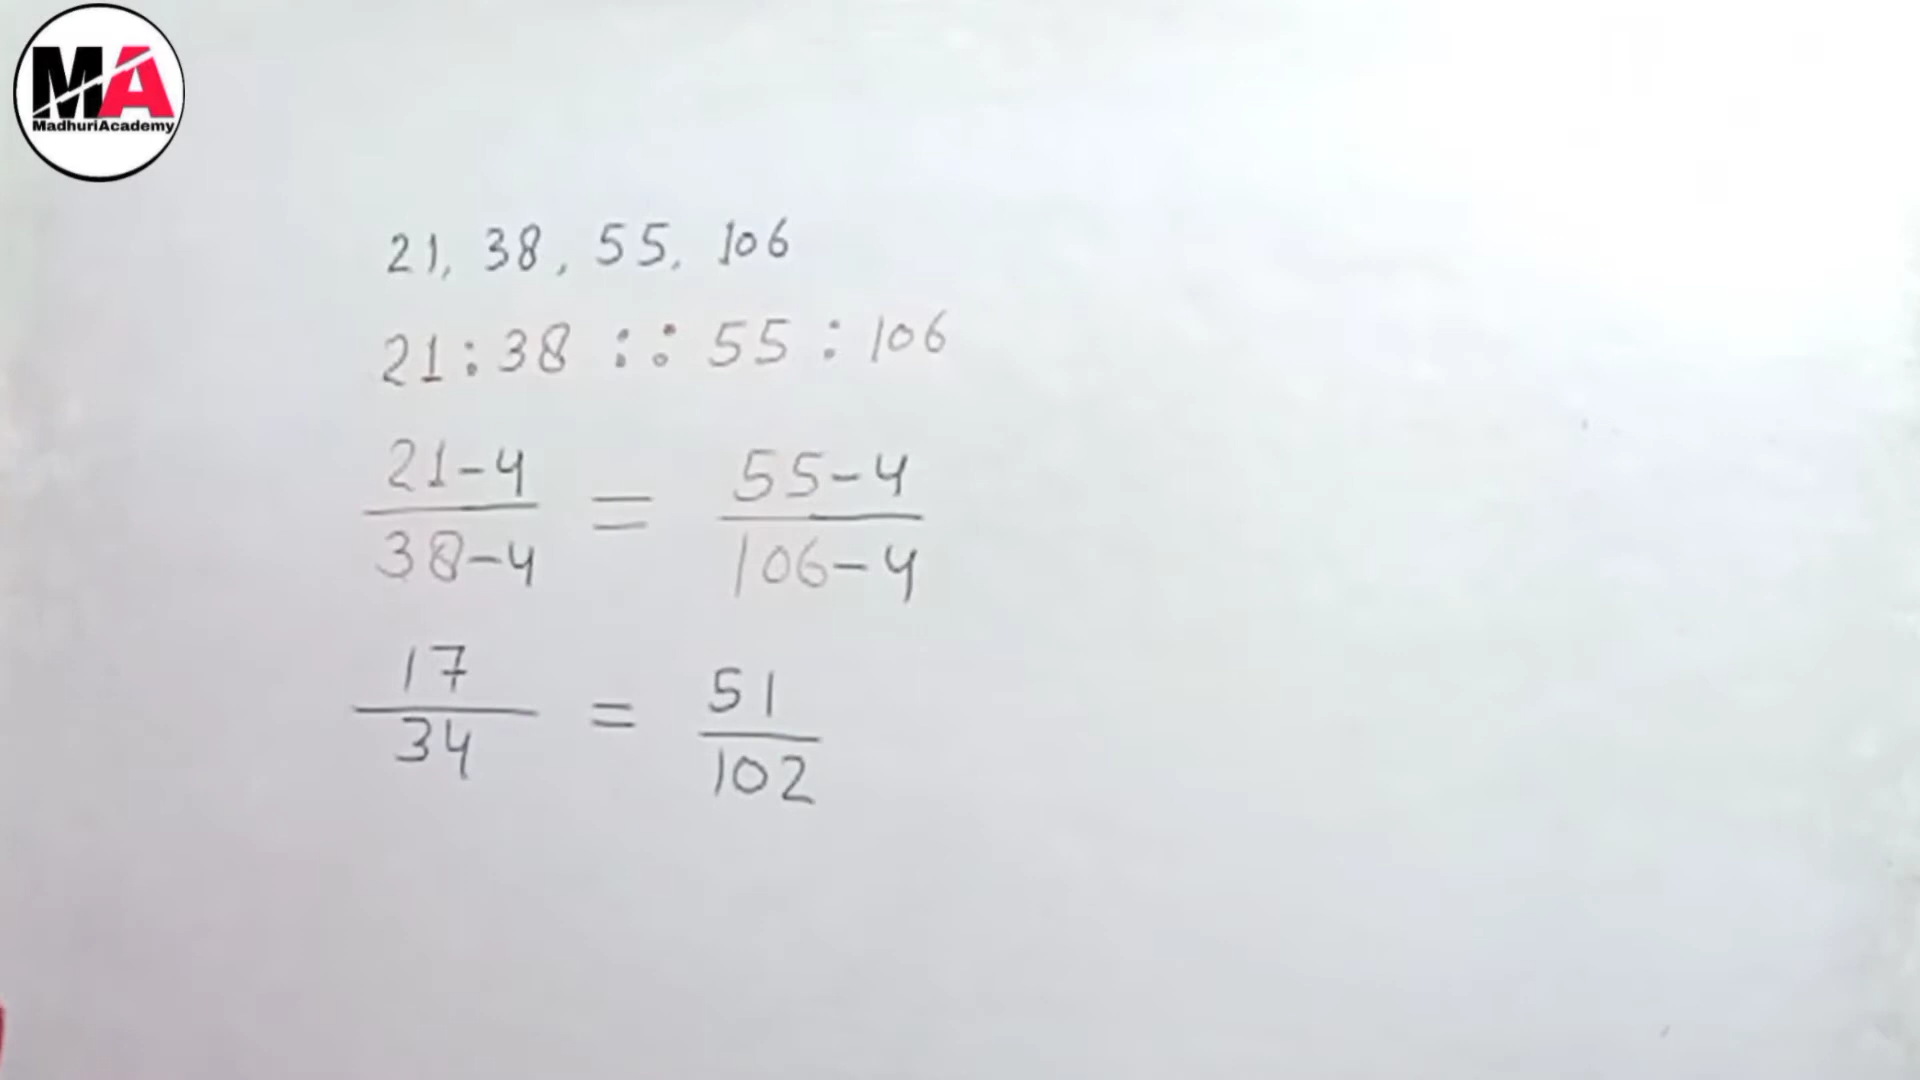 MA
MadhuriAcademy
21, 38, 55, 106
21 : 38 :: 55 : 106
21-4/38-4 = 55-4/106-4
17/34 = 51/102